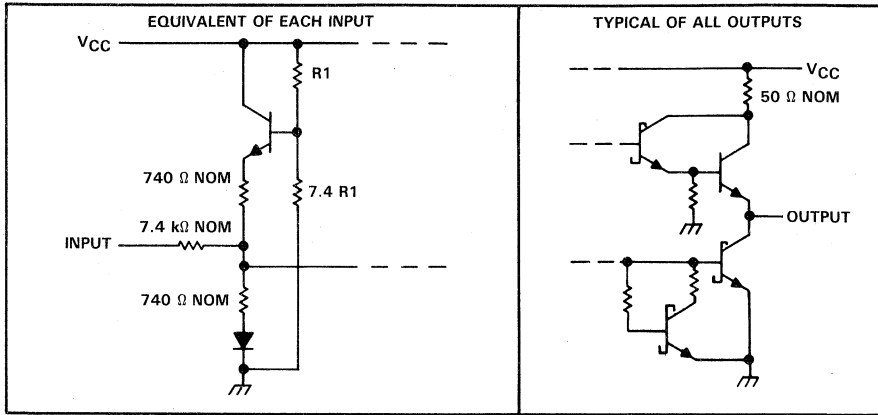 EQUIVALENT OF EACH INPUT
VCC
R1
740 Ω NOM
7.4 R1
7.4 kΩ NOM
INPUT
740 Ω NOM
TYPICAL OF ALL OUTPUTS
VCC
50 Ω NOM
OUTPUT